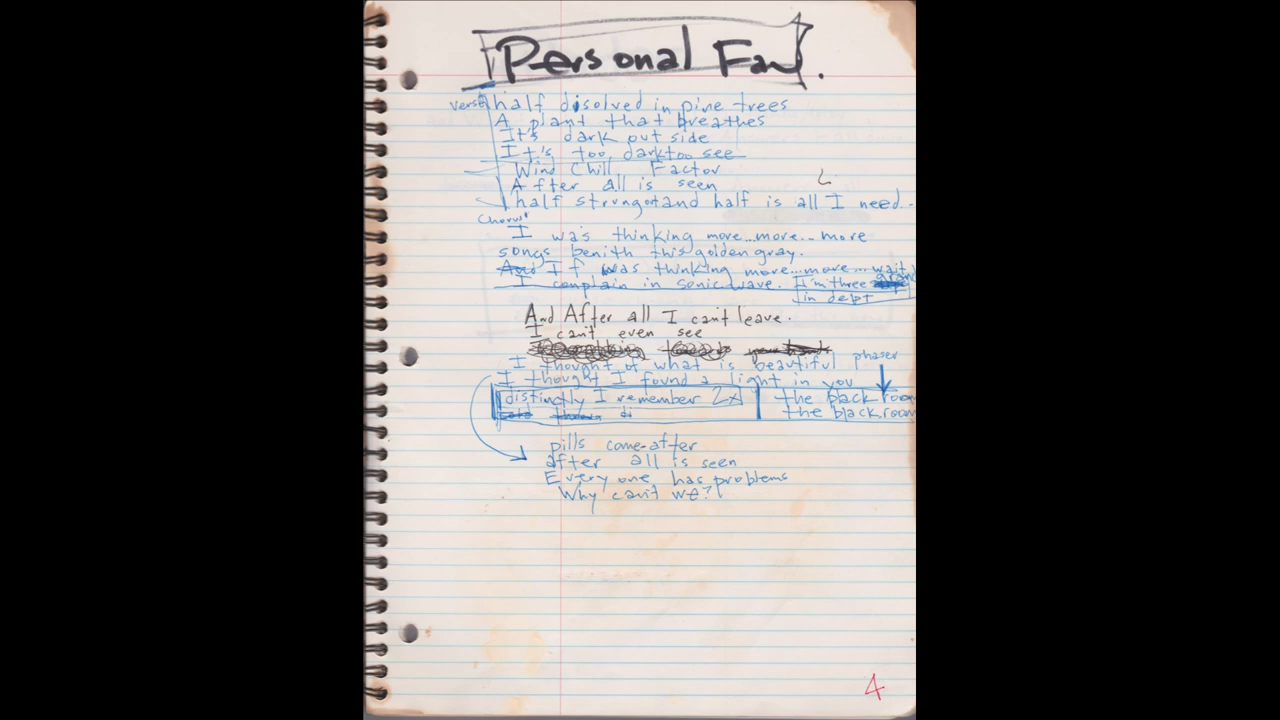 Personal Fan.
Verse
half disolved in pine trees
A plant that breathes
It's dark out side
It's too dark too see
Wind Chill Factor
After all is seen
half strung and half is all I need..
Chorus
I was thinking more...more...more
songs benith this golden gray.
And If was thinking more...more...wait
I complain in sonic wave. I'm three grand
in dept
And After all I can't leave.
I can't even see
I thought of what is beautiful
phaser
I thought I found a light in you
distinctly I remember 2x
the black room
the black room
di
pills come after
after all is seen
Every one has problems
Why can't we?
4